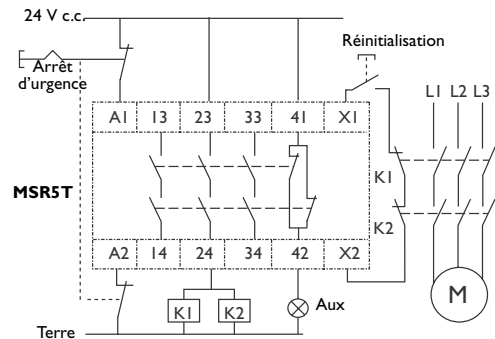 24 V c.c.
Réinitialisation
Arrêt
d'urgence
L1 L2 L3
A1 13 23 33 41 X1
K1
MSR5T
K2
A2 14 24 34 42 X2
K1 K2 Aux
M
Terre